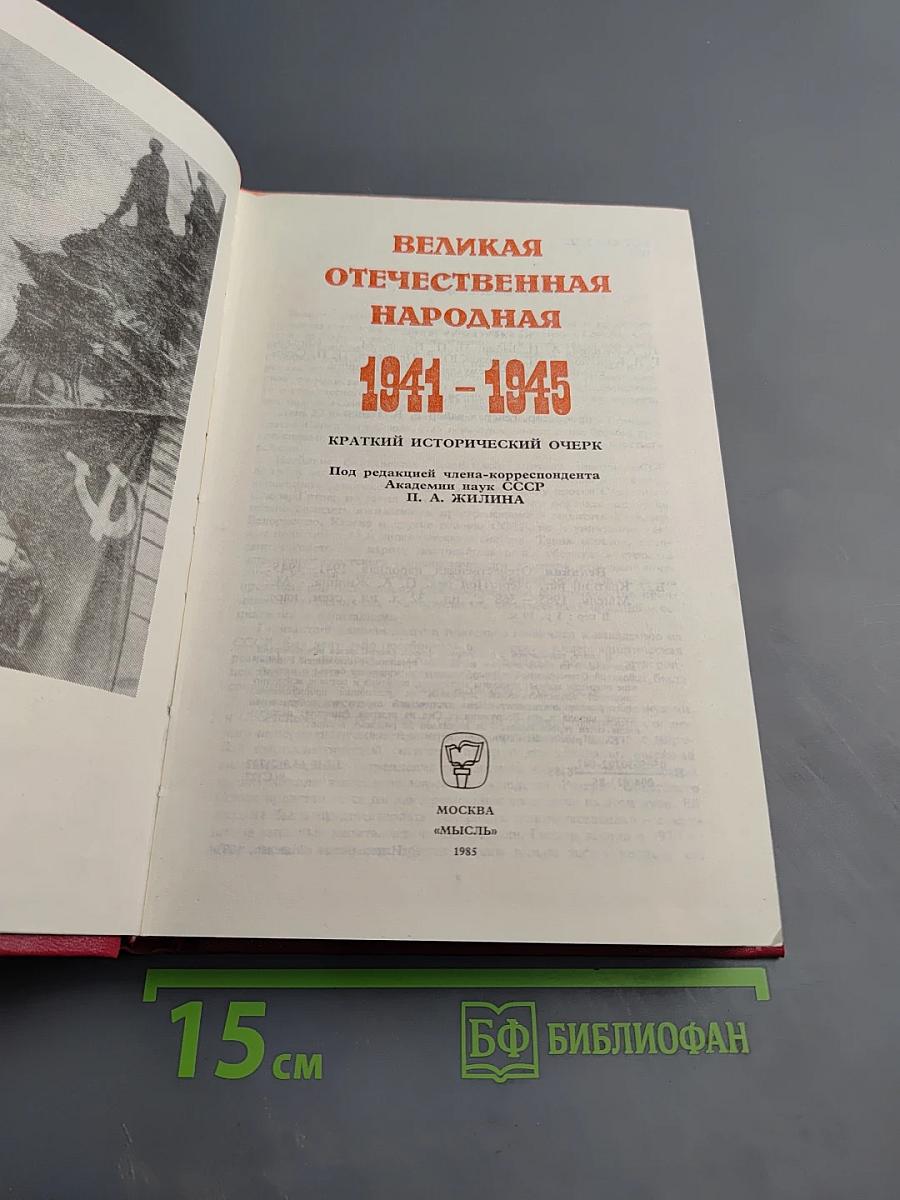 ВЕЛИКАЯ
ОТЕЧЕСТВЕННАЯ
НАРОДНАЯ
1941 – 1945
КРАТКИЙ ИСТОРИЧЕСКИЙ ОЧЕРК
Под редакцией члена-корреспондента
Академии наук СССР
П. А. ЖИЛИНА
МОСКВА
«МЫСЛЬ»
1985
15 см
БФ БИБЛИОФАН